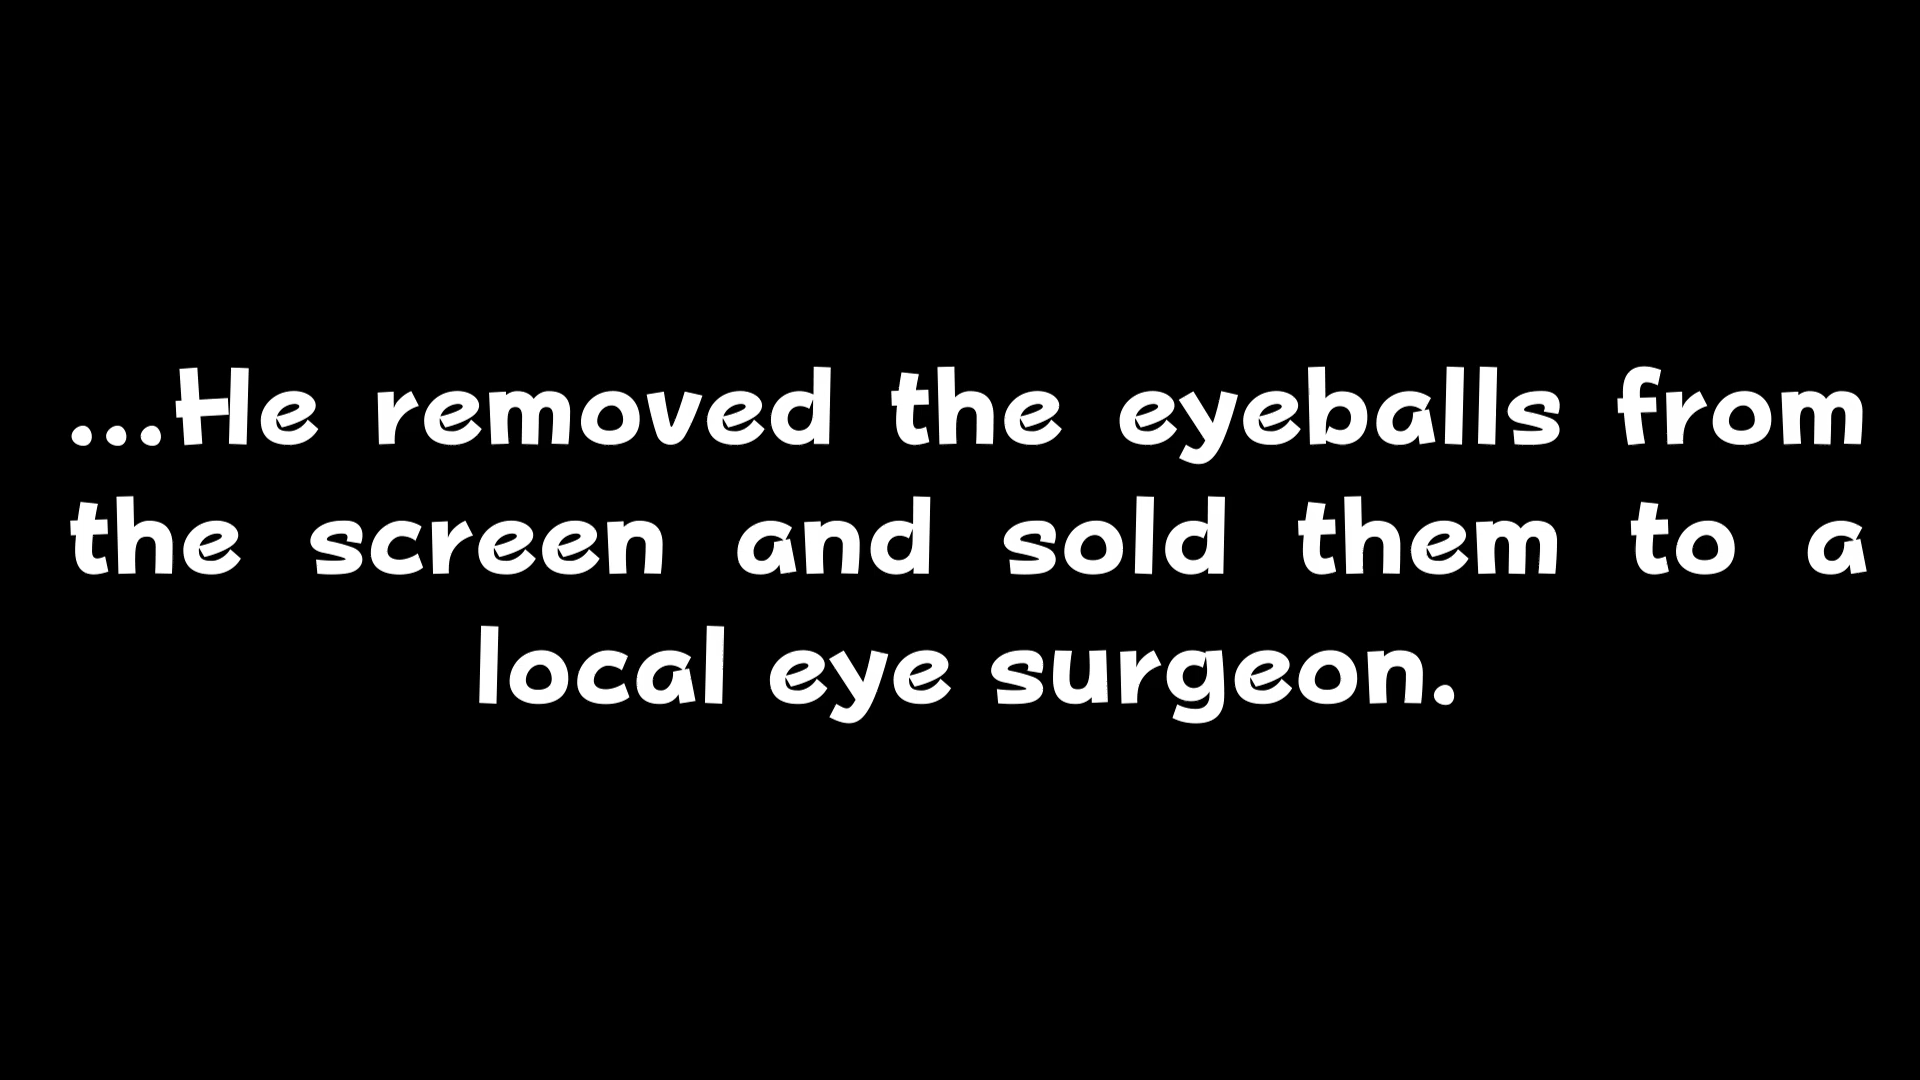 ...He removed the eyeballs from
the screen and sold them to a
local eye surgeon.